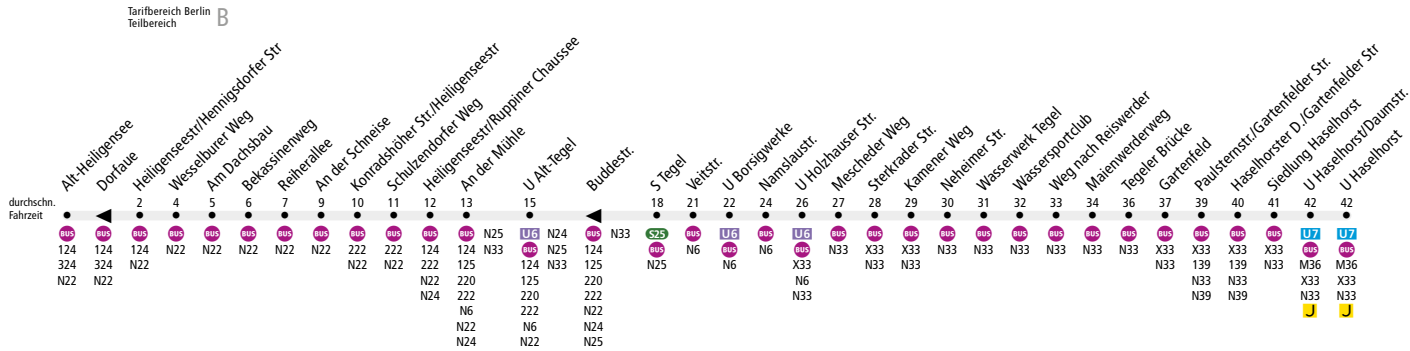 Tarifbereich Berlin
Teilbereich B
Alt-Heiligensee
Dorfaue
Heiligenseestr/Hennigsdorfer Str
Wesselburer Weg
Am Dachsbau
Bekassinenweg
Reiherallee
An der Schneise
Konradshöher Str./Heiligenseestr
Schulzendorfer Weg
Heiligenseestr/Ruppiner Chaussee
An der Mühle
U Alt-Tegel
Buddestr.
S Tegel
Veitstr.
U Borsigwerke
Namslaustr.
U Holzhauser Str.
Mescheder Weg
Sterkrader Str.
Kamener Weg
Neheimer Str.
Wasserwerk Tegel
Wassersportclub
Weg nach Reiswerder
Maienwerderweg
Tegeler Brücke
Gartenfeld
Paulsternstr./Gartenfelder Str.
Haselhorster D./Gartenfelder Str
Siedlung Haselhorst
U Haselhorst/Daumstr.
U Haselhorst
durchschn.
Fahrzeit
2 4 5 6 7 9 10 11 12 13 15 18 21 22 24 26 27 28 29 30 31 32 33 34 36 37 39 40 41 42 42
BUS BUS BUS BUS BUS BUS BUS BUS BUS BUS BUS BUS N25 U6 N24 BUS N33 S25 BUS U6 BUS U6 BUS BUS BUS BUS BUS BUS BUS BUS BUS BUS BUS BUS BUS U7 U7
124 124 124 N22 N22 N22 N22 N22 222 222 124 124 N33 BUS N25 124 BUS N6 BUS N6 BUS N33 X33 X33 N33 N33 N33 N33 N33 N33 X33 X33 X33 X33 BUS BUS
324 324 N22 N22 N22 222 125 124 N33 125 N25 N6 X33 N33 N33 N33 139 139 N33 M36 M36
N22 N22 N22 220 125 220 N6 N33 N33 X33 X33
N24 222 220 222 N33 N39 N39 N33 N33
N6 222 N22 J J
N22 N6 N24
N24 N22 N25